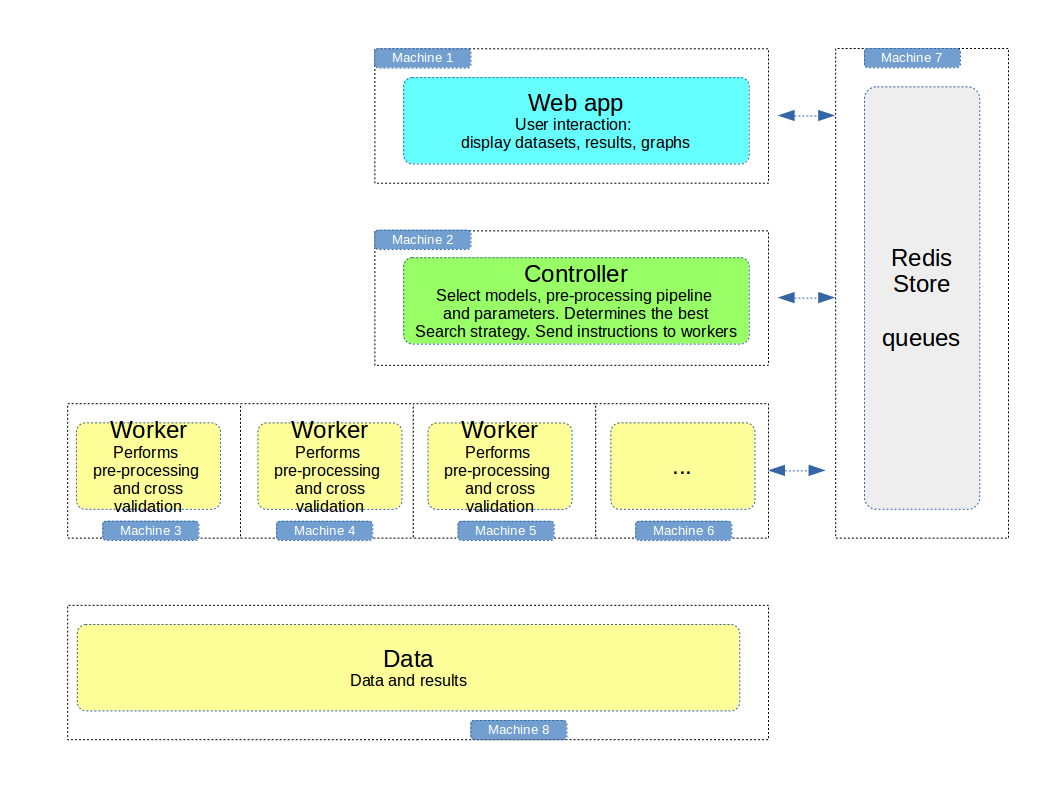 Machine 1
Web app
User interaction:
display datasets, results, graphs
Machine 2
Controller
Select models, pre-processing pipeline
and parameters. Determines the best
Search strategy. Send instructions to workers
Worker
Performs
pre-processing
and cross
validation
Machine 3
Worker
Performs
pre-processing
and cross
validation
Machine 4
Worker
Performs
pre-processing
and cross
validation
Machine 5
...
Machine 6
Machine 7
Redis
Store
queues
Data
Data and results
Machine 8